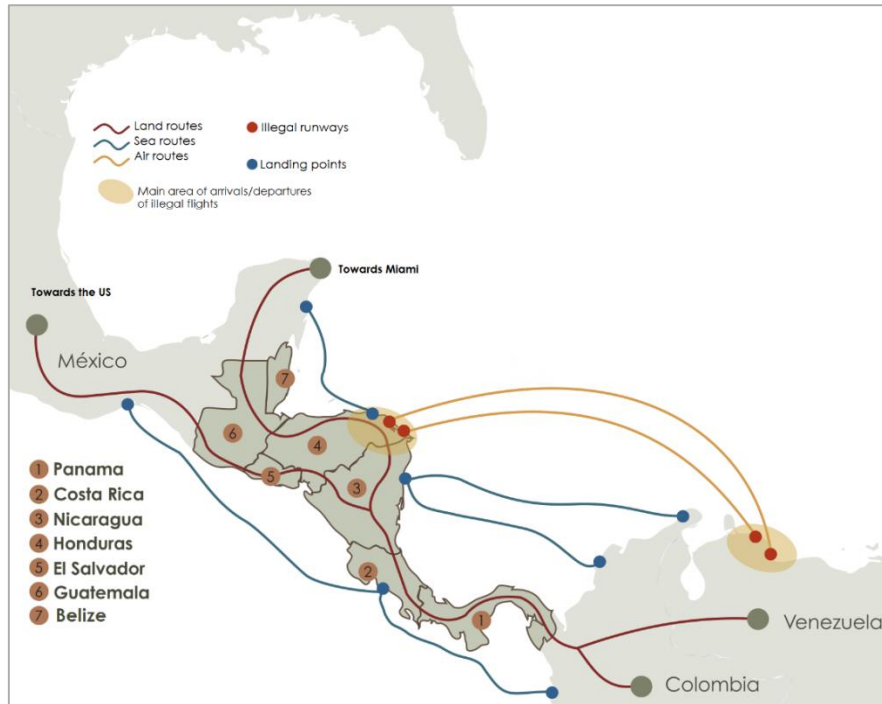 Land routes
Sea routes
Air routes
Illegal runways
Landing points
Main area of arrivals/departures
of illegal flights
Towards Miami
Towards the US
México
7
6
4
5
3
2
1
1 Panama
2 Costa Rica
3 Nicaragua
4 Honduras
5 El Salvador
6 Guatemala
7 Belize
Venezuela
Colombia